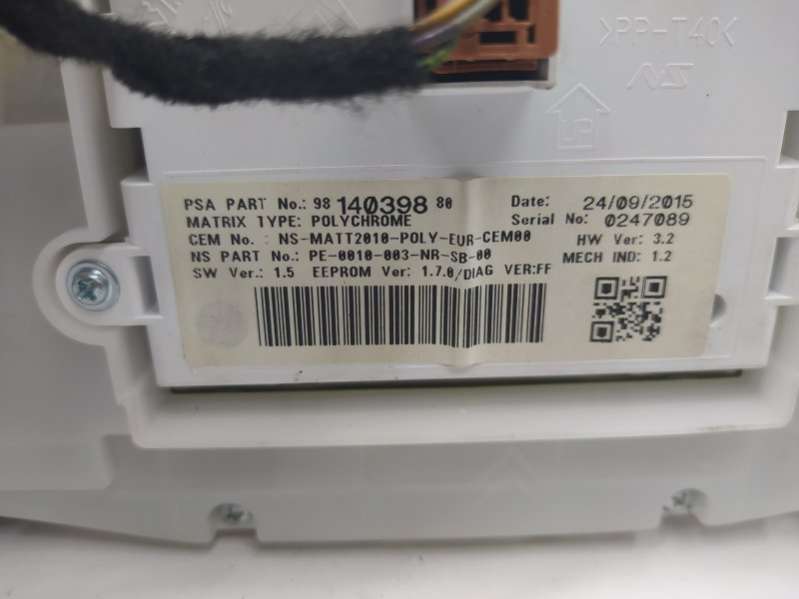 >PP-T40<
PSA PART No.: 98 140398 80
Date: 24/09/2015
MATRIX TYPE: POLYCHROME
Serial No: 0247089
CEM No.: NS-MATT2010-POLY-EUR-CEM00
HW Ver: 3.2
NS PART No.: PE-0010-003-NR-SB-00
MECH IND: 1.2
SW Ver.: 1.5 EEPROM Ver: 1.7.0/DIAG VER:FF